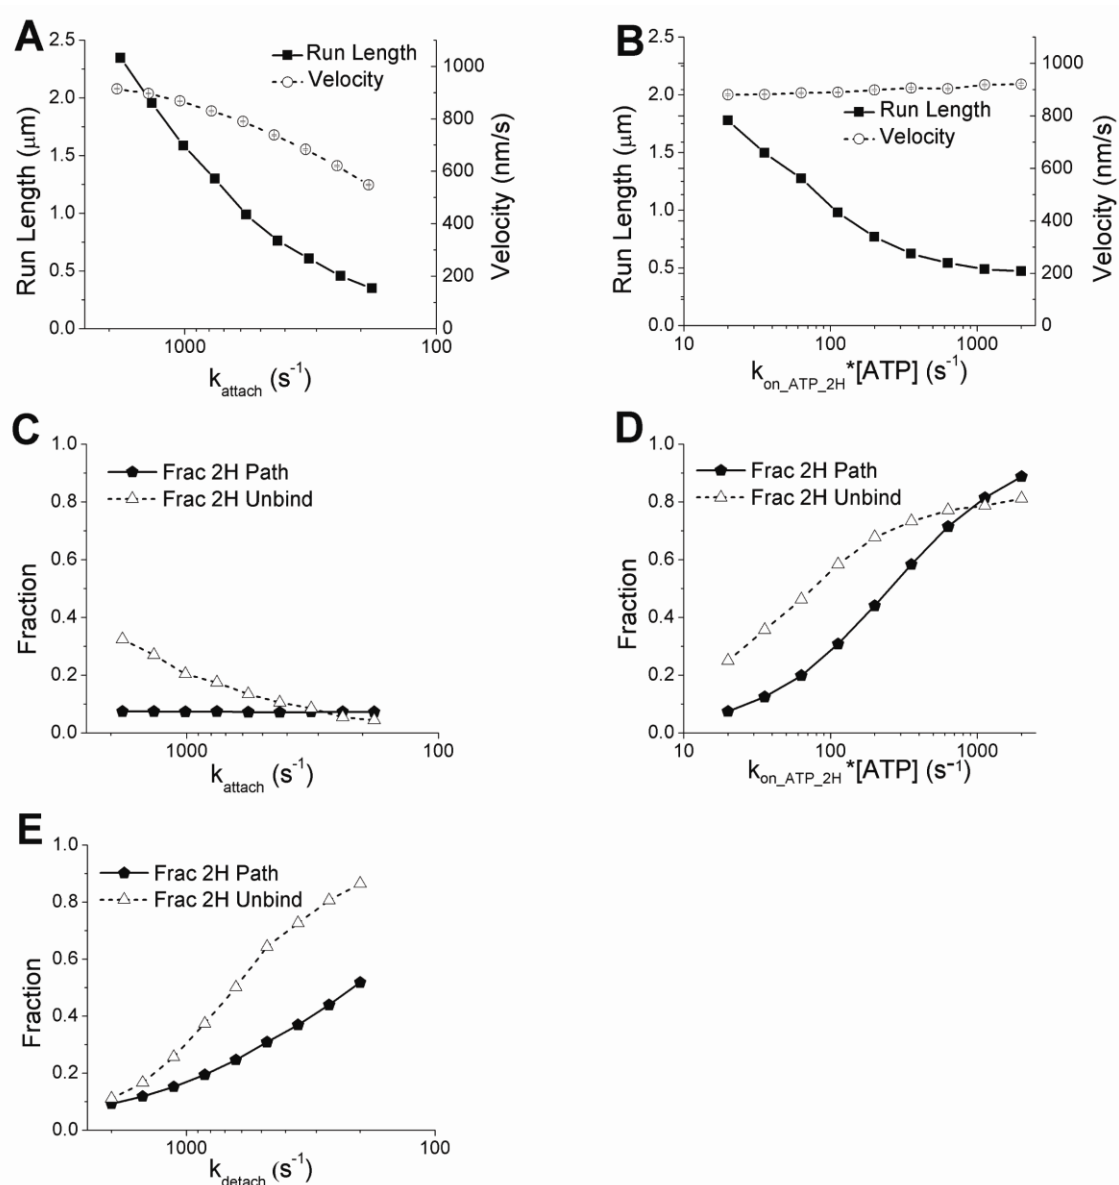 A
2.5
2.0
1.5
1.0
0.5
0.0
Run Length (μm)
Run Length
Velocity
1000
800
600
400
200
0
Velocity (nm/s)
1000
100
k_attach (s⁻¹)
B
2.5
2.0
1.5
1.0
0.5
0.0
Run Length (μm)
Run Length
Velocity
1000
800
600
400
200
0
Velocity (nm/s)
10
100
1000
k_on_ATP_2H *[ATP] (s⁻¹)
C
1.0
0.8
0.6
0.4
0.2
0.0
Fraction
Frac 2H Path
Frac 2H Unbind
1000
100
k_attach (s⁻¹)
D
1.0
0.8
0.6
0.4
0.2
0.0
Fraction
Frac 2H Path
Frac 2H Unbind
10
100
1000
k_on_ATP_2H *[ATP] (s⁻¹)
E
1.0
0.8
0.6
0.4
0.2
0.0
Fraction
Frac 2H Path
Frac 2H Unbind
1000
100
k_detach (s⁻¹)